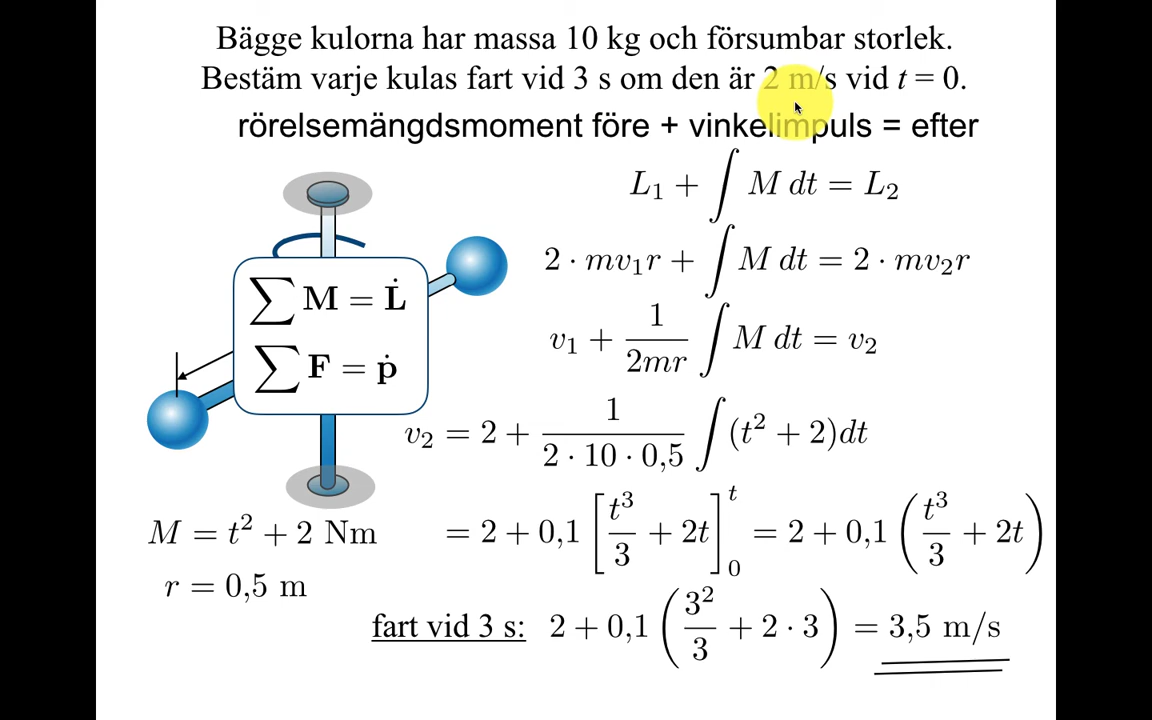 Bägge kulorna har massa 10 kg och försumbar storlek.
Bestäm varje kulas fart vid 3 s om den är 2 m/s vid t = 0.
rörelsemängdsmoment före + vinkelimpuls = efter
L₁ + ∫ M dt = L₂
2 · mv₁r + ∫ M dt = 2 · mv₂r
∑ M = L̇
v₁ + 1/(2mr) ∫ M dt = v₂
∑ F = ṗ
v₂ = 2 + 1/(2 · 10 · 0,5) ∫ (t² + 2)dt
M = t² + 2 Nm
= 2 + 0,1 [t³/3 + 2t]₀ᵗ = 2 + 0,1 (t³/3 + 2t)
r = 0,5 m
fart vid 3 s: 2 + 0,1 (3²/3 + 2 · 3) = 3,5 m/s